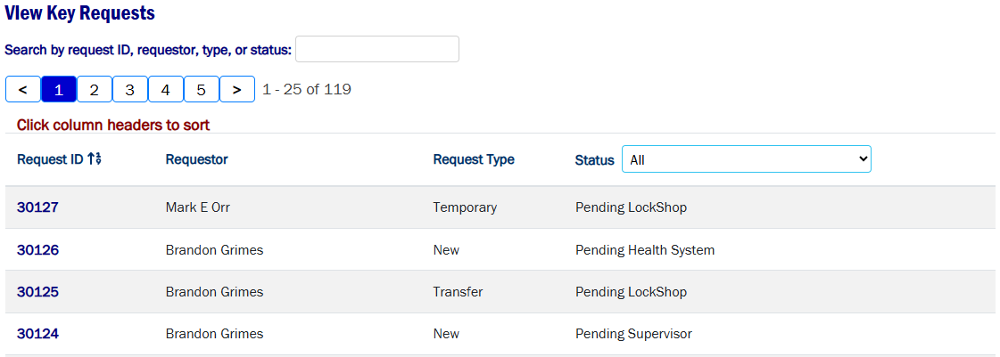 VIew Key Requests
Search by request ID, requestor, type, or status:
< 1 2 3 4 5 > 1 - 25 of 119
Click column headers to sort
Request ID Requestor Request Type Status All
30127 Mark E Orr Temporary Pending LockShop
30126 Brandon Grimes New Pending Health System
30125 Brandon Grimes Transfer Pending LockShop
30124 Brandon Grimes New Pending Supervisor